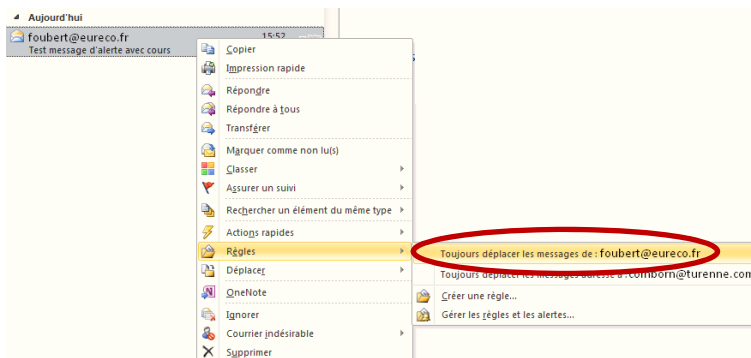 Aujourd'hui
foubert@eureco.fr 15:52
Test message d'alerte avec cours
Copier
Impression rapide
Répondre
Répondre à tous
Transférer
Marquer comme non lu(s)
Classer
Assurer un suivi
Rechercher un élément du même type
Actions rapides
Règles
Déplacer
OneNote
Ignorer
Courrier indésirable
Supprimer
Toujours déplacer les messages de : foubert@eureco.fr
Toujours déplacer les messages adressé à : comborn@turenne.com
Créer une règle...
Gérer les règles et les alertes...